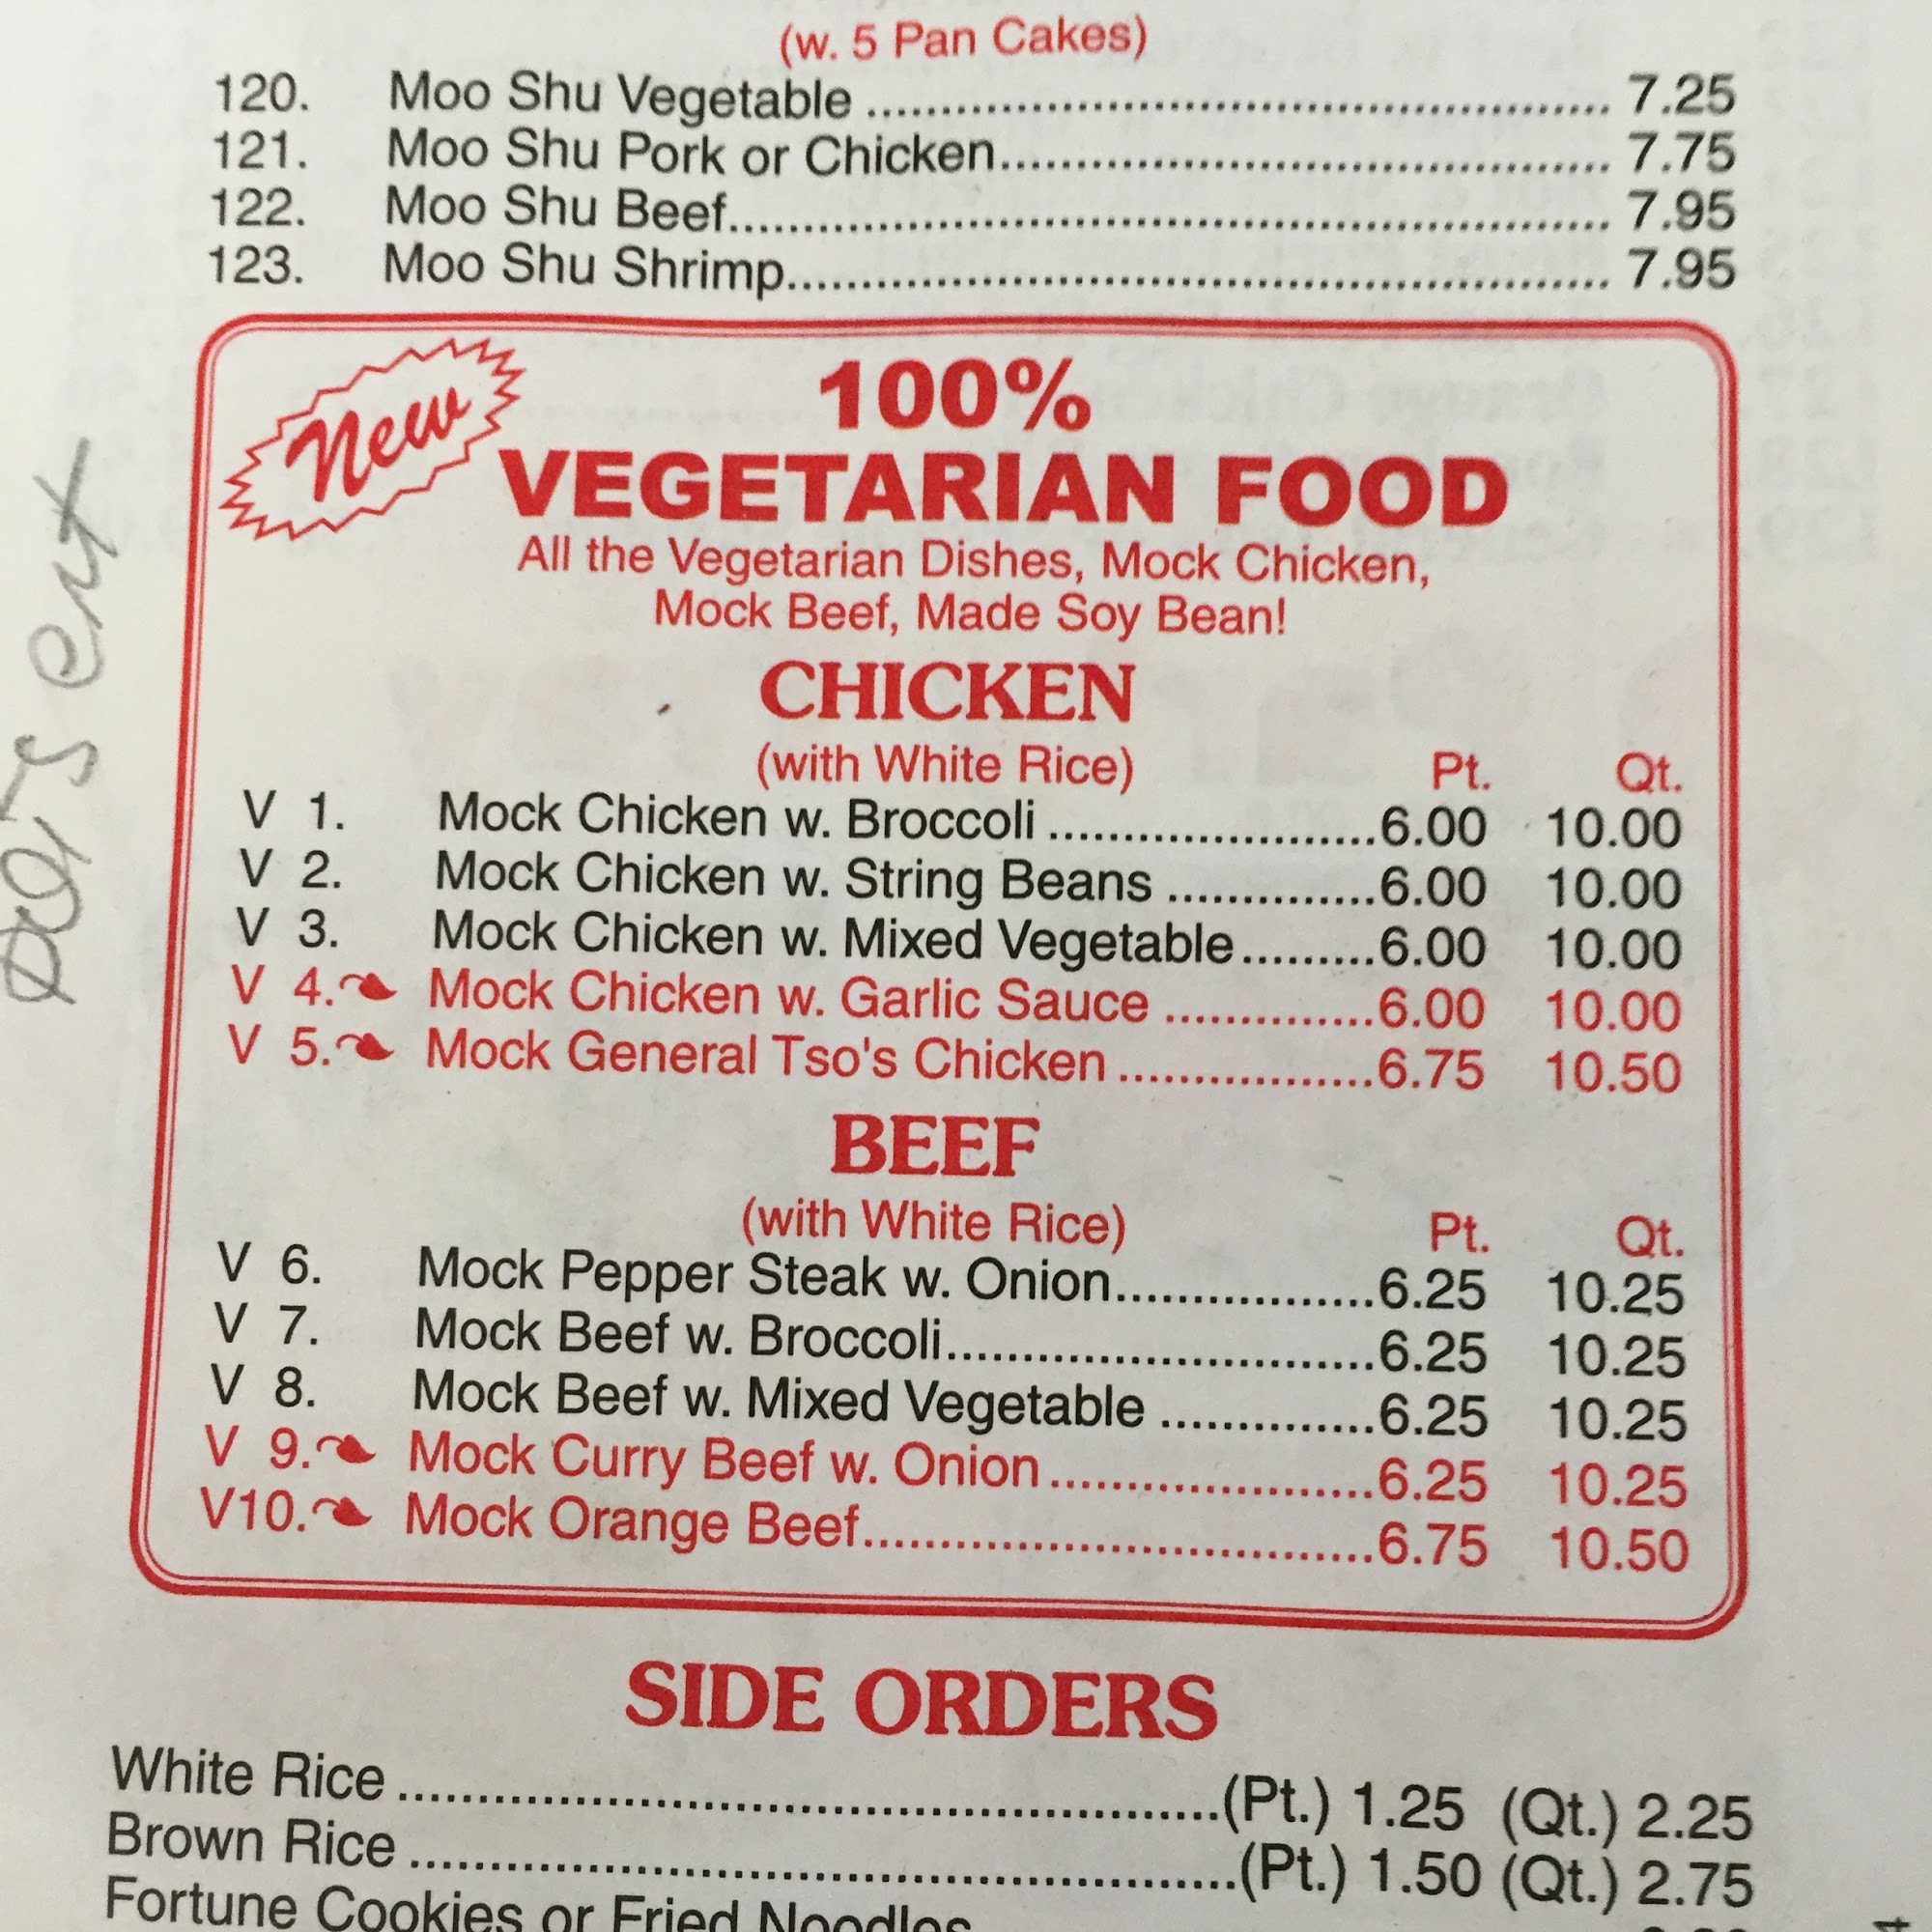 (w. 5 Pan Cakes)
120. Moo Shu Vegetable ........ 7.25
121. Moo Shu Pork or Chicken........ 7.75
122. Moo Shu Beef........ 7.95
123. Moo Shu Shrimp........ 7.95
New
100%
VEGETARIAN FOOD
All the Vegetarian Dishes, Mock Chicken,
Mock Beef, Made Soy Bean!
CHICKEN
(with White Rice) Pt. Qt.
V 1. Mock Chicken w. Broccoli ........6.00 10.00
V 2. Mock Chicken w. String Beans ........6.00 10.00
V 3. Mock Chicken w. Mixed Vegetable........6.00 10.00
V 4. Mock Chicken w. Garlic Sauce ........6.00 10.00
V 5. Mock General Tso's Chicken ........6.75 10.50
BEEF
(with White Rice) Pt. Qt.
V 6. Mock Pepper Steak w. Onion........6.25 10.25
V 7. Mock Beef w. Broccoli........6.25 10.25
V 8. Mock Beef w. Mixed Vegetable ........6.25 10.25
V 9. Mock Curry Beef w. Onion ........6.25 10.25
V10. Mock Orange Beef........6.75 10.50
SIDE ORDERS
White Rice ........(Pt.) 1.25 (Qt.) 2.25
Brown Rice ........(Pt.) 1.50 (Qt.) 2.75
Fortune Cookies or Fried Noodles